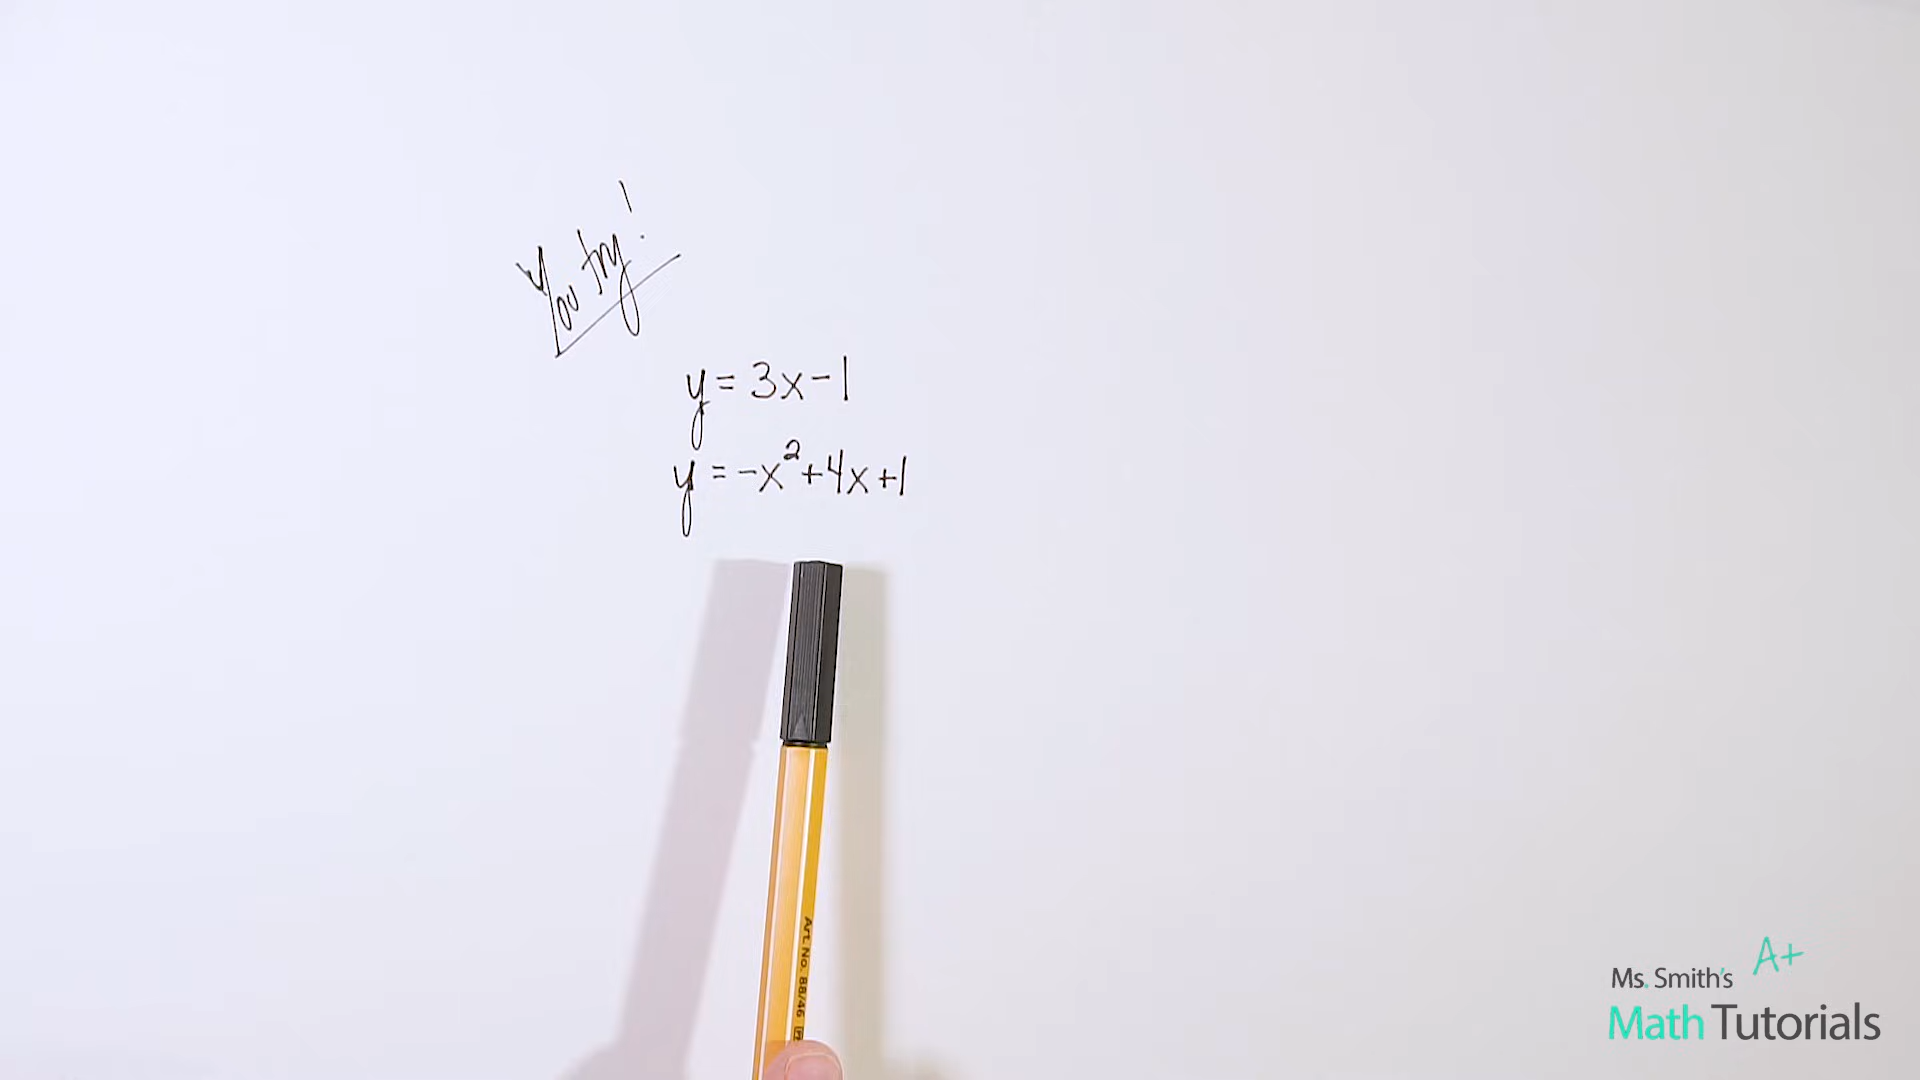 You try!
y = 3x - 1
y = -x² + 4x + 1
Art. No. 88/46
Ms. Smith's A+
Math Tutorials